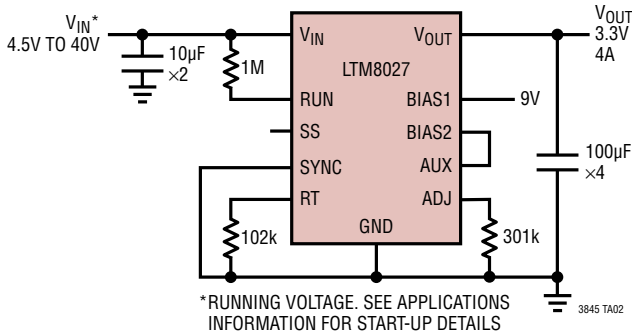 VIN*
4.5V TO 40V
10µF
×2
1M
VIN
VOUT
LTM8027
RUN
BIAS1
9V
SS
BIAS2
SYNC
AUX
RT
ADJ
GND
102k
301k
VOUT
3.3V
4A
100µF
×4
*RUNNING VOLTAGE. SEE APPLICATIONS
INFORMATION FOR START-UP DETAILS
3845 TA02